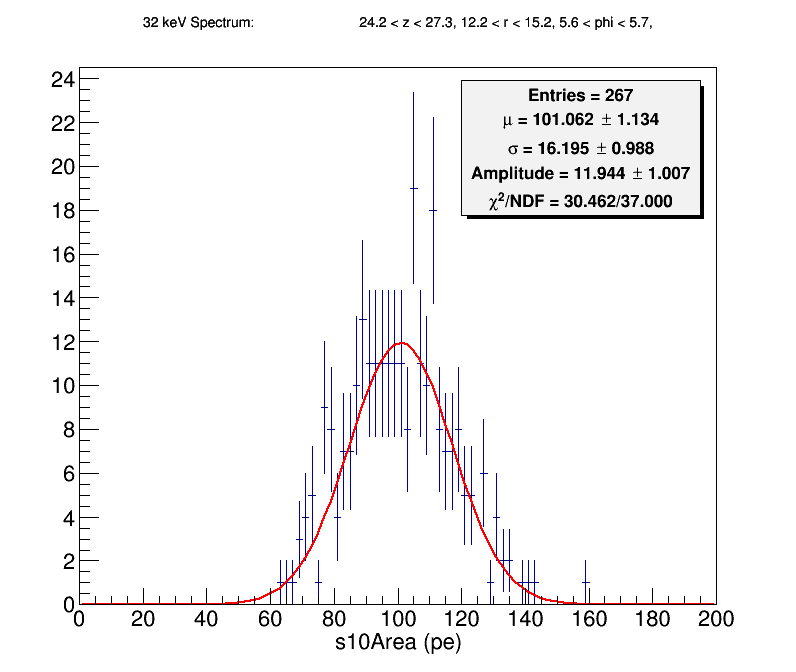 32 keV Spectrum: 24.2 < z < 27.3, 12.2 < r < 15.2, 5.6 < phi < 5.7,
24
22
20
18
16
14
12
10
8
6
4
2
0
Entries = 267
μ = 101.062 ± 1.134
σ = 16.195 ± 0.988
Amplitude = 11.944 ± 1.007
χ²/NDF = 30.462/37.000
0 20 40 60 80 100 120 140 160 180 200
s10Area (pe)